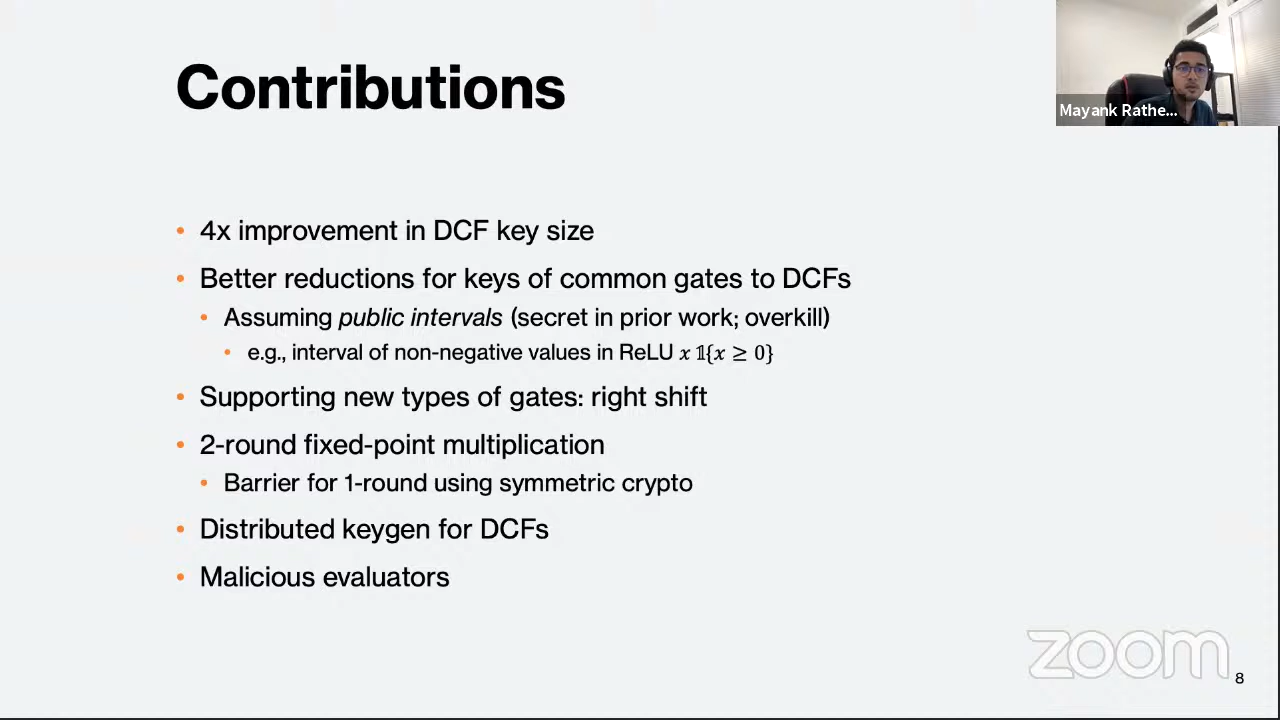 Contributions
Mayank Rathe...
• 4x improvement in DCF key size
• Better reductions for keys of common gates to DCFs
• Assuming public intervals (secret in prior work; overkill)
• e.g., interval of non-negative values in ReLU x 𝟙{x ≥ 0}
• Supporting new types of gates: right shift
• 2-round fixed-point multiplication
• Barrier for 1-round using symmetric crypto
• Distributed keygen for DCFs
• Malicious evaluators
zoom
8